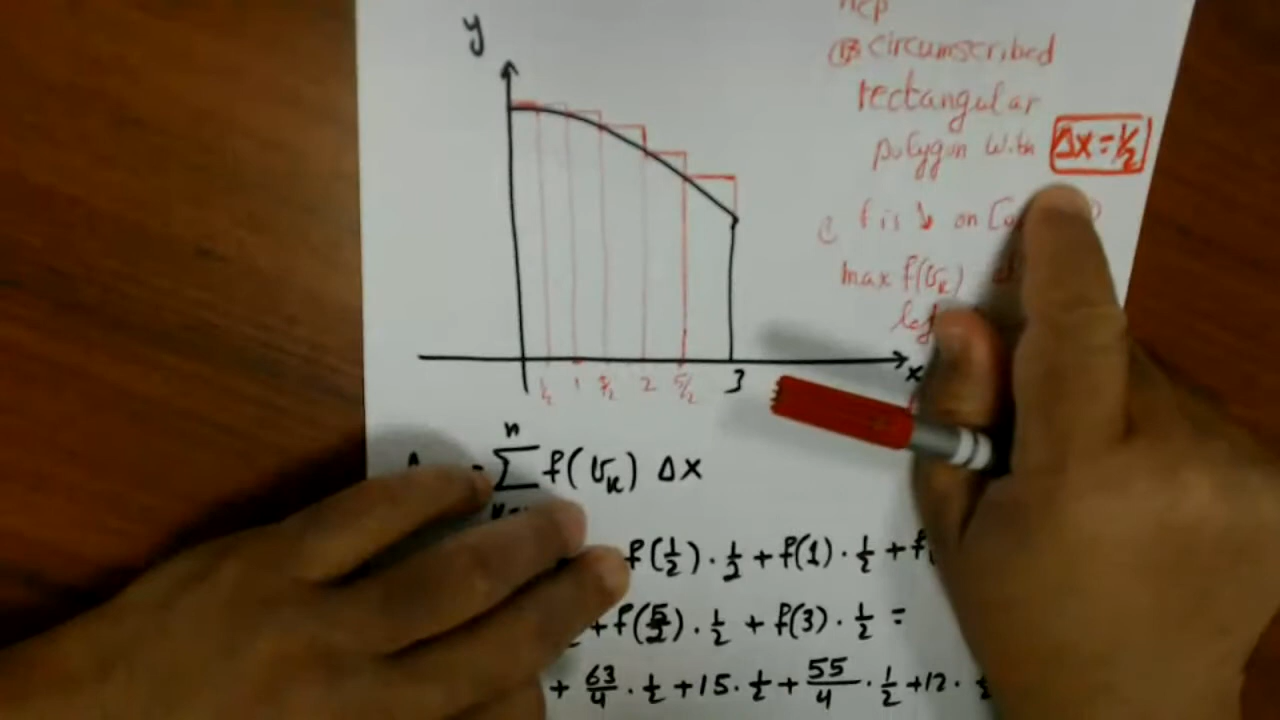 y
B circumscribed
rectangular
polygon with Δx=½
f is ↘ on
max f(υₖ)
½ 1 3/2 2 5/2 3 x
n
= Σ f(υₖ) Δx
f(½)·½ + f(1)·½ +
+ f(5/2)·½ + f(3)·½ =
+ 63/4·½ + 15·½ + 55/4·½ + 12·